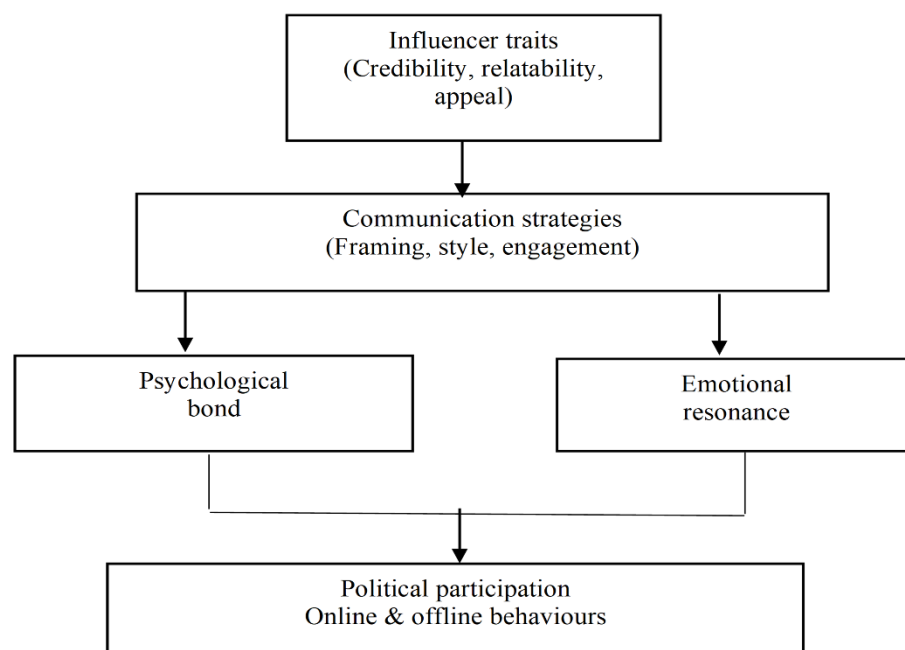 Influencer traits
(Credibility, relatability,
appeal)
Communication strategies
(Framing, style, engagement)
Psychological
bond
Emotional
resonance
Political participation
Online & offline behaviours